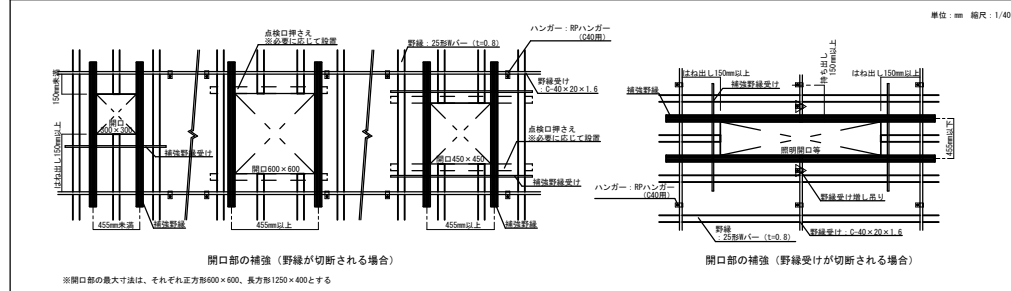 単位:mm 縮尺:1/40
点検口押さえ
※必要に応じて設置
野縁:25形Wバー (t=0.8)
ハンガー:RPハンガー
(C40用)
野縁受け
:C-40×20×1.6
150mm未満
開口
300×300
はね出し150mm以上
補強野縁受け
開口600×600
開口450×450
点検口押さえ
※必要に応じて設置
補強野縁受け
455mm未満
補強野縁
455mm以上
455mm以上
補強野縁
開口部の補強(野縁が切断される場合)
※開口部の最大寸法は、それぞれ正方形600×600、長方形1250×400とする
はね出し150mm以上
持ち出し
150mm以上
はね出し150mm以上
補強野縁受け
補強野縁
照明開口等
455mm以下
ハンガー:RPハンガー
(C40用)
野縁受け増し吊り
野縁
:25形Wバー (t=0.8)
野縁受け:C-40×20×1.6
開口部の補強(野縁受けが切断される場合)